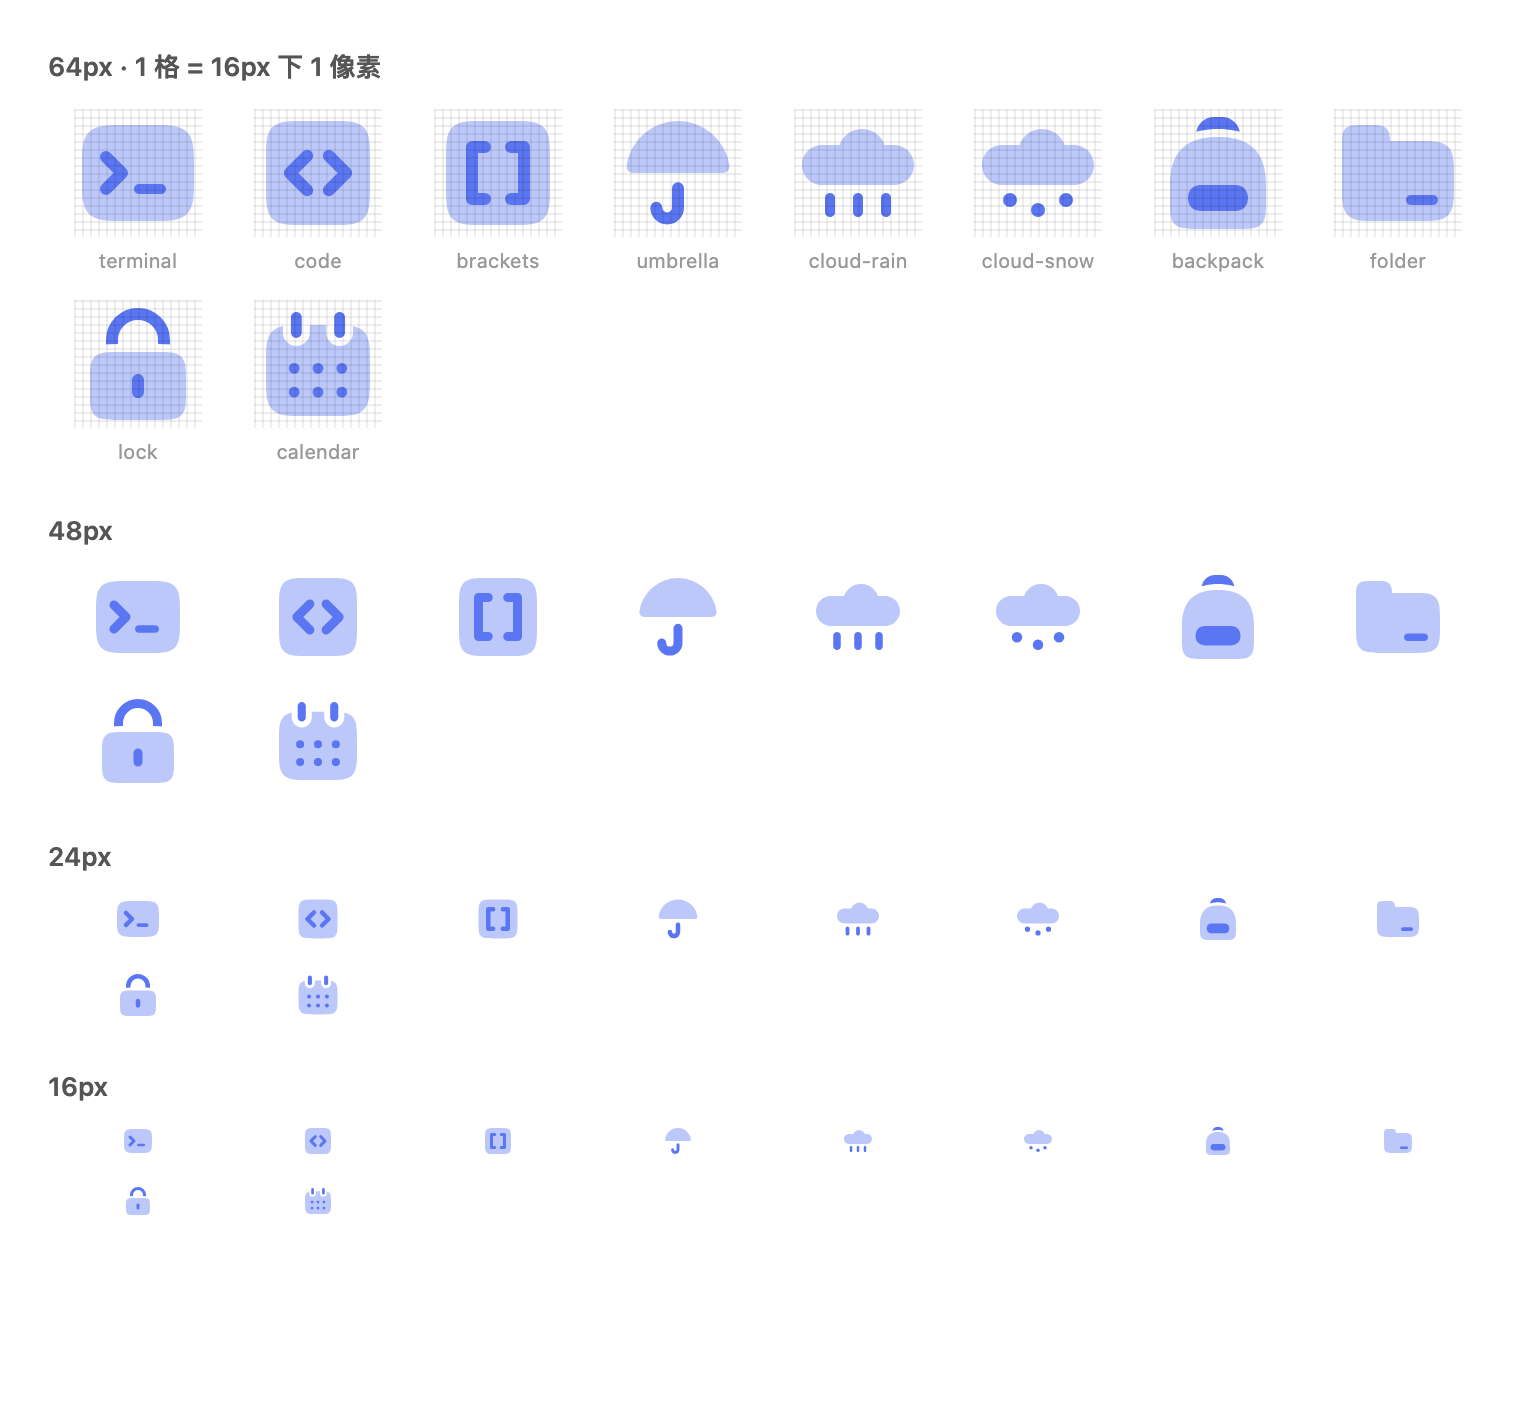 64px · 1 格 = 16px 下 1 像素
terminal
code
brackets
umbrella
cloud-rain
cloud-snow
backpack
folder
lock
calendar
48px
24px
16px